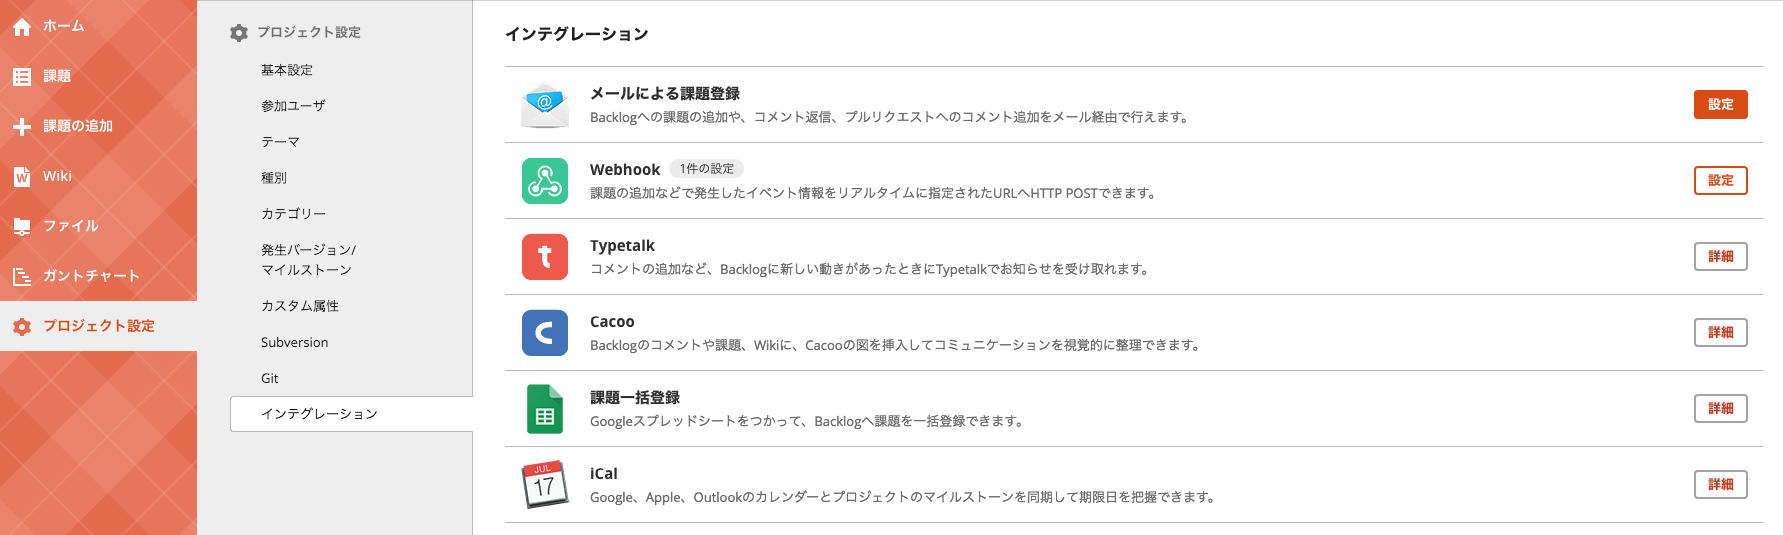 ホーム
課題
課題の追加
Wiki
ファイル
ガントチャート
プロジェクト設定
プロジェクト設定
基本設定
参加ユーザ
テーマ
種別
カテゴリー
発生バージョン/
マイルストーン
カスタム属性
Subversion
Git
インテグレーション
インテグレーション
メールによる課題登録
Backlogへの課題の追加や、コメント返信、プルリクエストへのコメント追加をメール経由で行えます。
設定
Webhook 1件の設定
課題の追加などで発生したイベント情報をリアルタイムに指定されたURLへHTTP POSTできます。
設定
Typetalk
コメントの追加など、Backlogに新しい動きがあったときにTypetalkでお知らせを受け取れます。
詳細
Cacoo
Backlogのコメントや課題、Wikiに、Cacooの図を挿入してコミュニケーションを視覚的に整理できます。
詳細
課題一括登録
Googleスプレッドシートをつかって、Backlogへ課題を一括登録できます。
詳細
JUL
17
iCal
Google、Apple、Outlookのカレンダーとプロジェクトのマイルストーンを同期して期限日を把握できます。
詳細